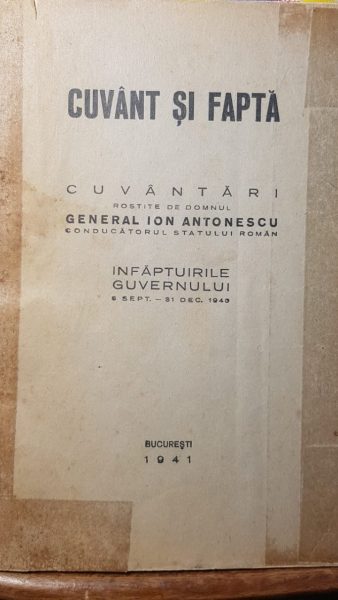 CUVÂNT ȘI FAPTĂ
CUVÂNTĂRI
ROSTITE DE DOMNUL
GENERAL ION ANTONESCU
CONDUCĂTORUL STATULUI ROMÂN
INFĂPTUIRILE
GUVERNULUI
6 SEPT. — 31 DEC. 1940
BUCUREȘTI
1941